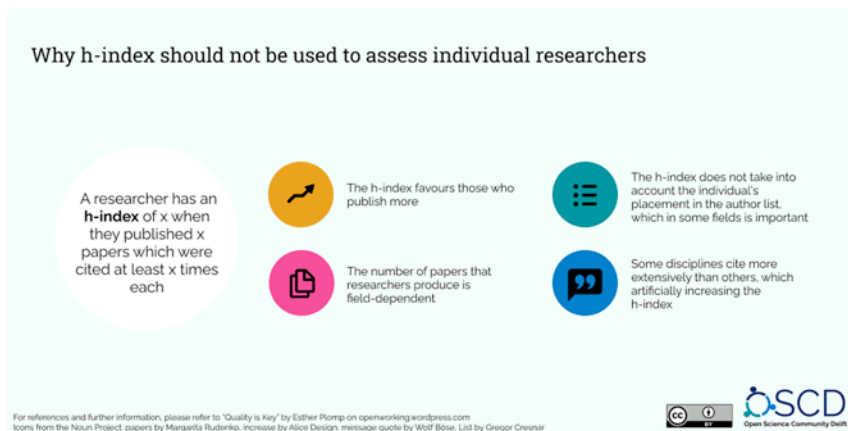 Why h-index should not be used to assess individual researchers
A researcher has an
h-index of x when
they published x
papers which were
cited at least x times
each
The h-index favours those who
publish more
The number of papers that
researchers produce is
field-dependent
The h-index does not take into
account the individual's
placement in the author list,
which in some fields is important
Some disciplines cite more
extensively than others, which
artificially increasing the
h-index
For references and further information, please refer to "Quality is Key" by Esther Plomp on openworking.wordpress.com
Icons from the Noun Project: papers by Margarita Rudenko, increase by Alice Design, message quote by Wolf Böse, List by Gregor Cresnar
cc
BY
OSCD
Open Science Community Delft